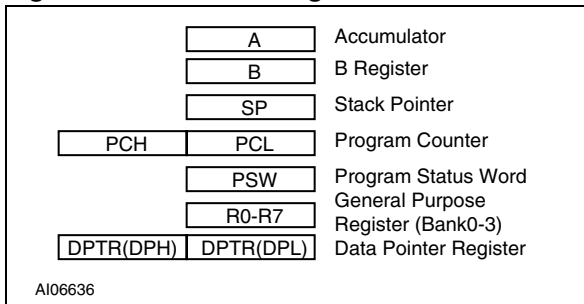 A Accumulator
B B Register
SP Stack Pointer
PCH PCL Program Counter
PSW Program Status Word
R0-R7 General Purpose
Register (Bank0-3)
DPTR(DPH) DPTR(DPL) Data Pointer Register
AI06636